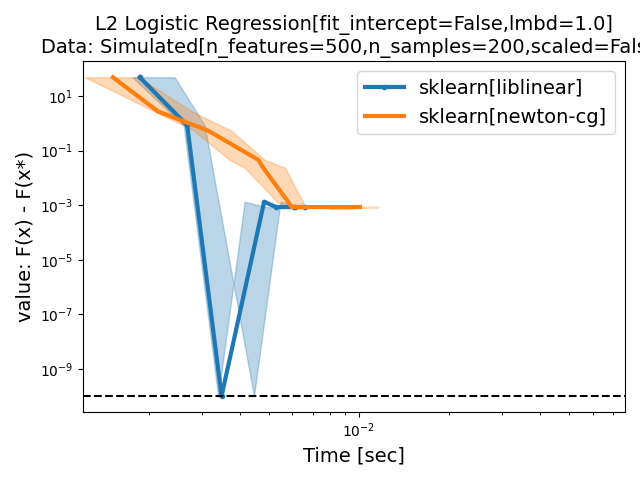 L2 Logistic Regression[fit_intercept=False,lmbd=1.0]
Data: Simulated[n_features=500,n_samples=200,scaled=Fals
sklearn[liblinear]
sklearn[newton-cg]
value: F(x) - F(x*)
10^1
10^-1
10^-3
10^-5
10^-7
10^-9
10^-2
Time [sec]